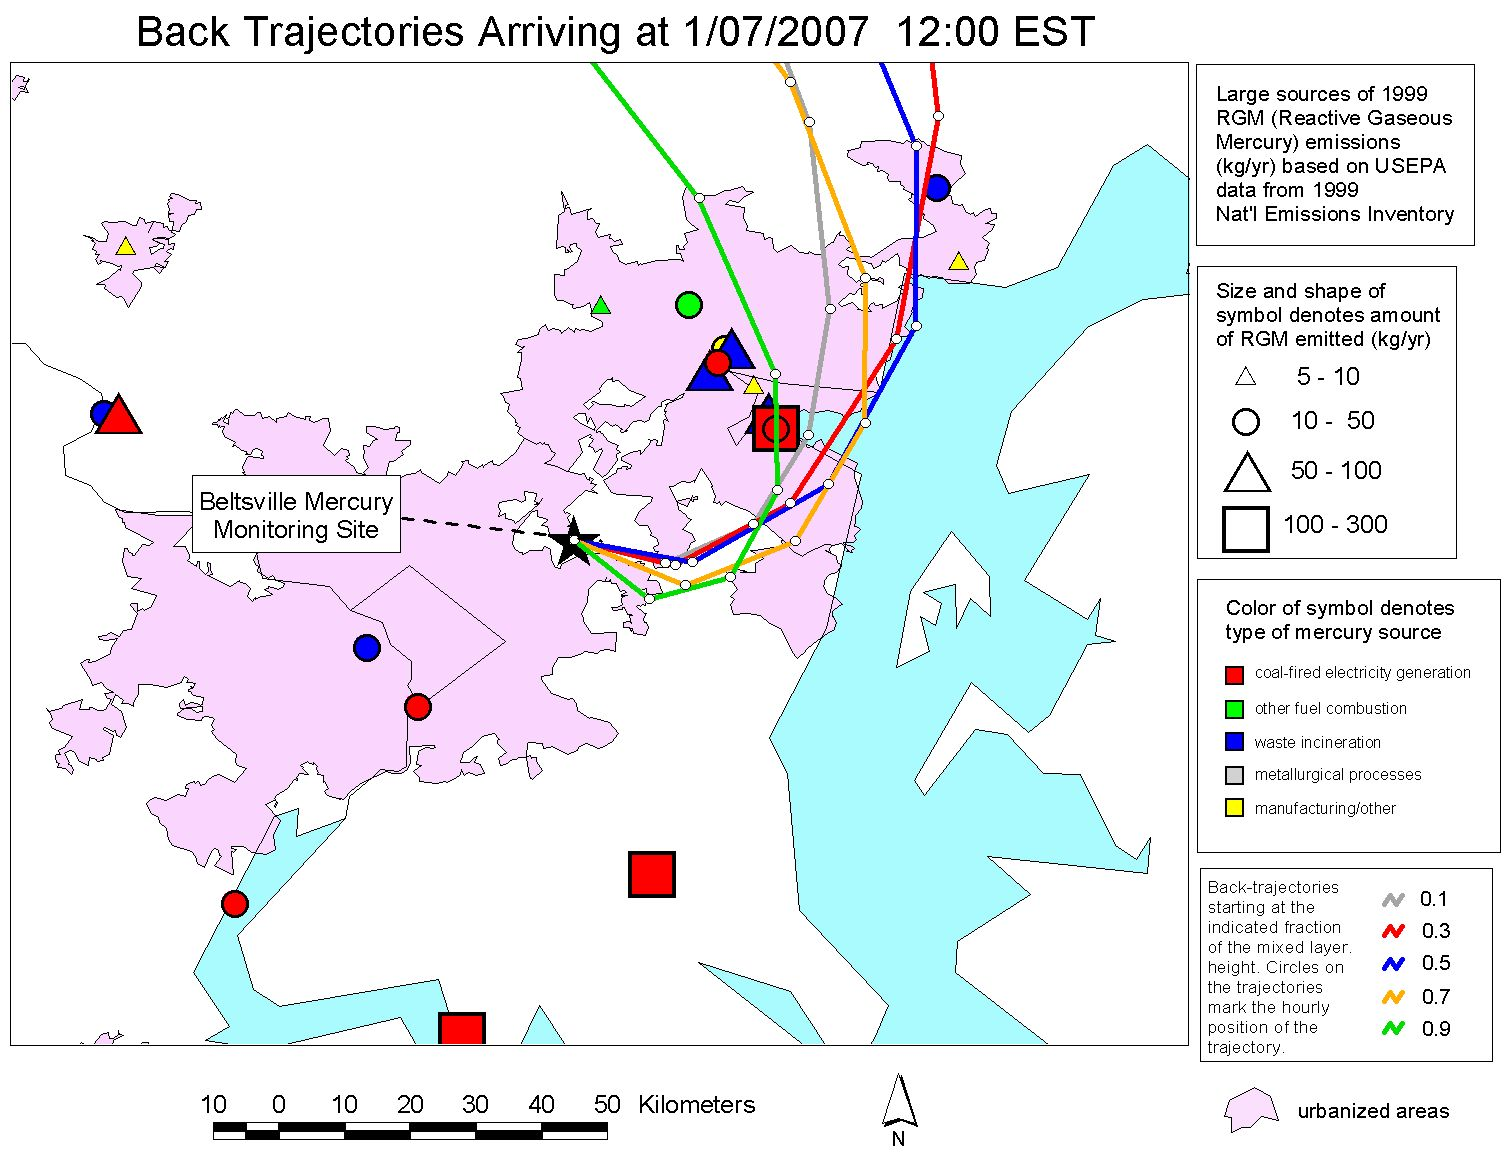 Back Trajectories Arriving at 1/07/2007 12:00 EST
Large sources of 1999
RGM (Reactive Gaseous
Mercury) emissions
(kg/yr) based on USEPA
data from 1999
Nat'l Emissions Inventory
Size and shape of
symbol denotes amount
of RGM emitted (kg/yr)
5 - 10
10 - 50
50 - 100
100 - 300
Beltsville Mercury
Monitoring Site
Color of symbol denotes
type of mercury source
coal-fired electricity generation
other fuel combustion
waste incineration
metallurgical processes
manufacturing/other
Back-trajectories
starting at the
indicated fraction
of the mixed layer.
height. Circles on
the trajectories
mark the hourly
position of the
trajectory.
0.1
0.3
0.5
0.7
0.9
10 0 10 20 30 40 50 Kilometers
N
urbanized areas